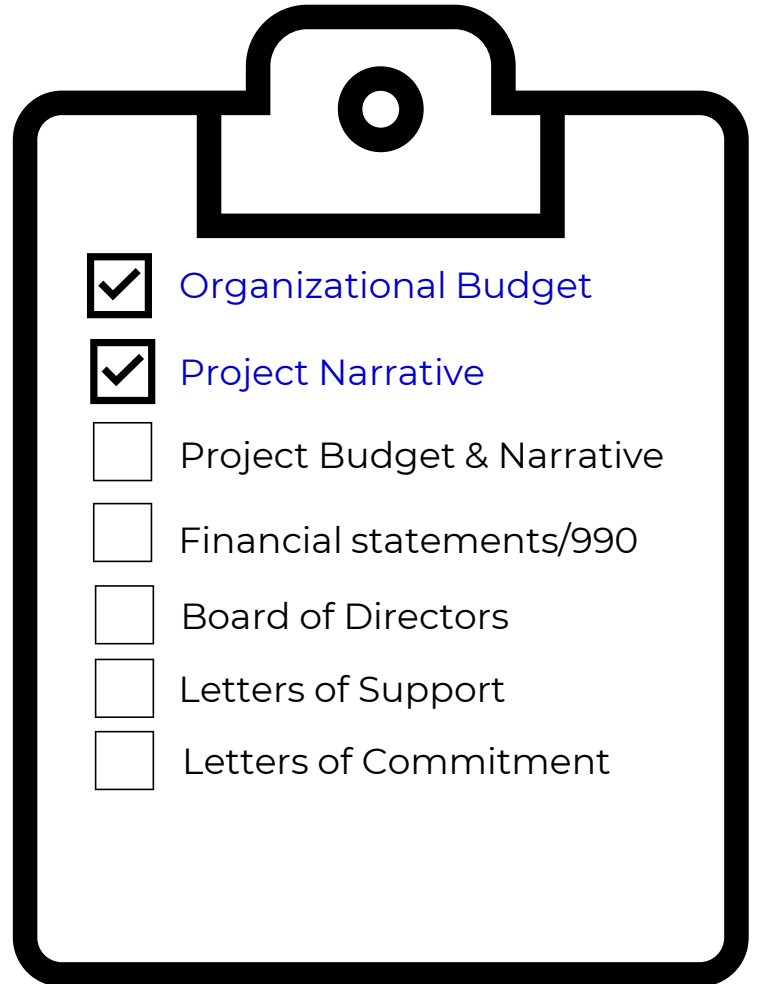 Organizational Budget
Project Narrative
Project Budget & Narrative
Financial statements/990
Board of Directors
Letters of Support
Letters of Commitment